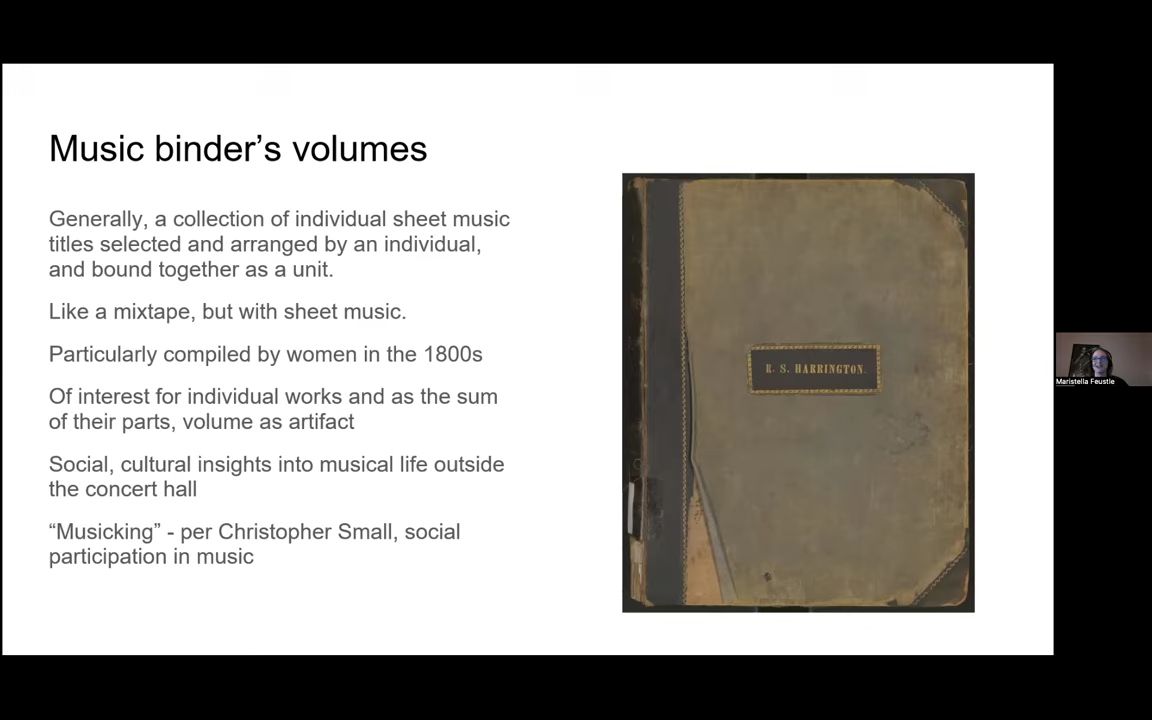 Music binder’s volumes
Generally, a collection of individual sheet music
titles selected and arranged by an individual,
and bound together as a unit.
Like a mixtape, but with sheet music.
Particularly compiled by women in the 1800s
Of interest for individual works and as the sum
of their parts, volume as artifact
Social, cultural insights into musical life outside
the concert hall
“Musicking” - per Christopher Small, social
participation in music
R. S. HARRINGTON.
Maristella Feustle